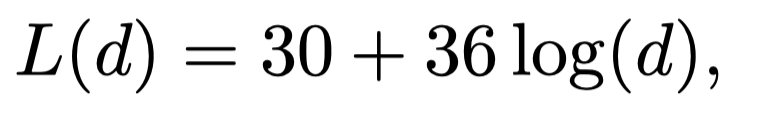 L(d) = 30 + 36 log(d),